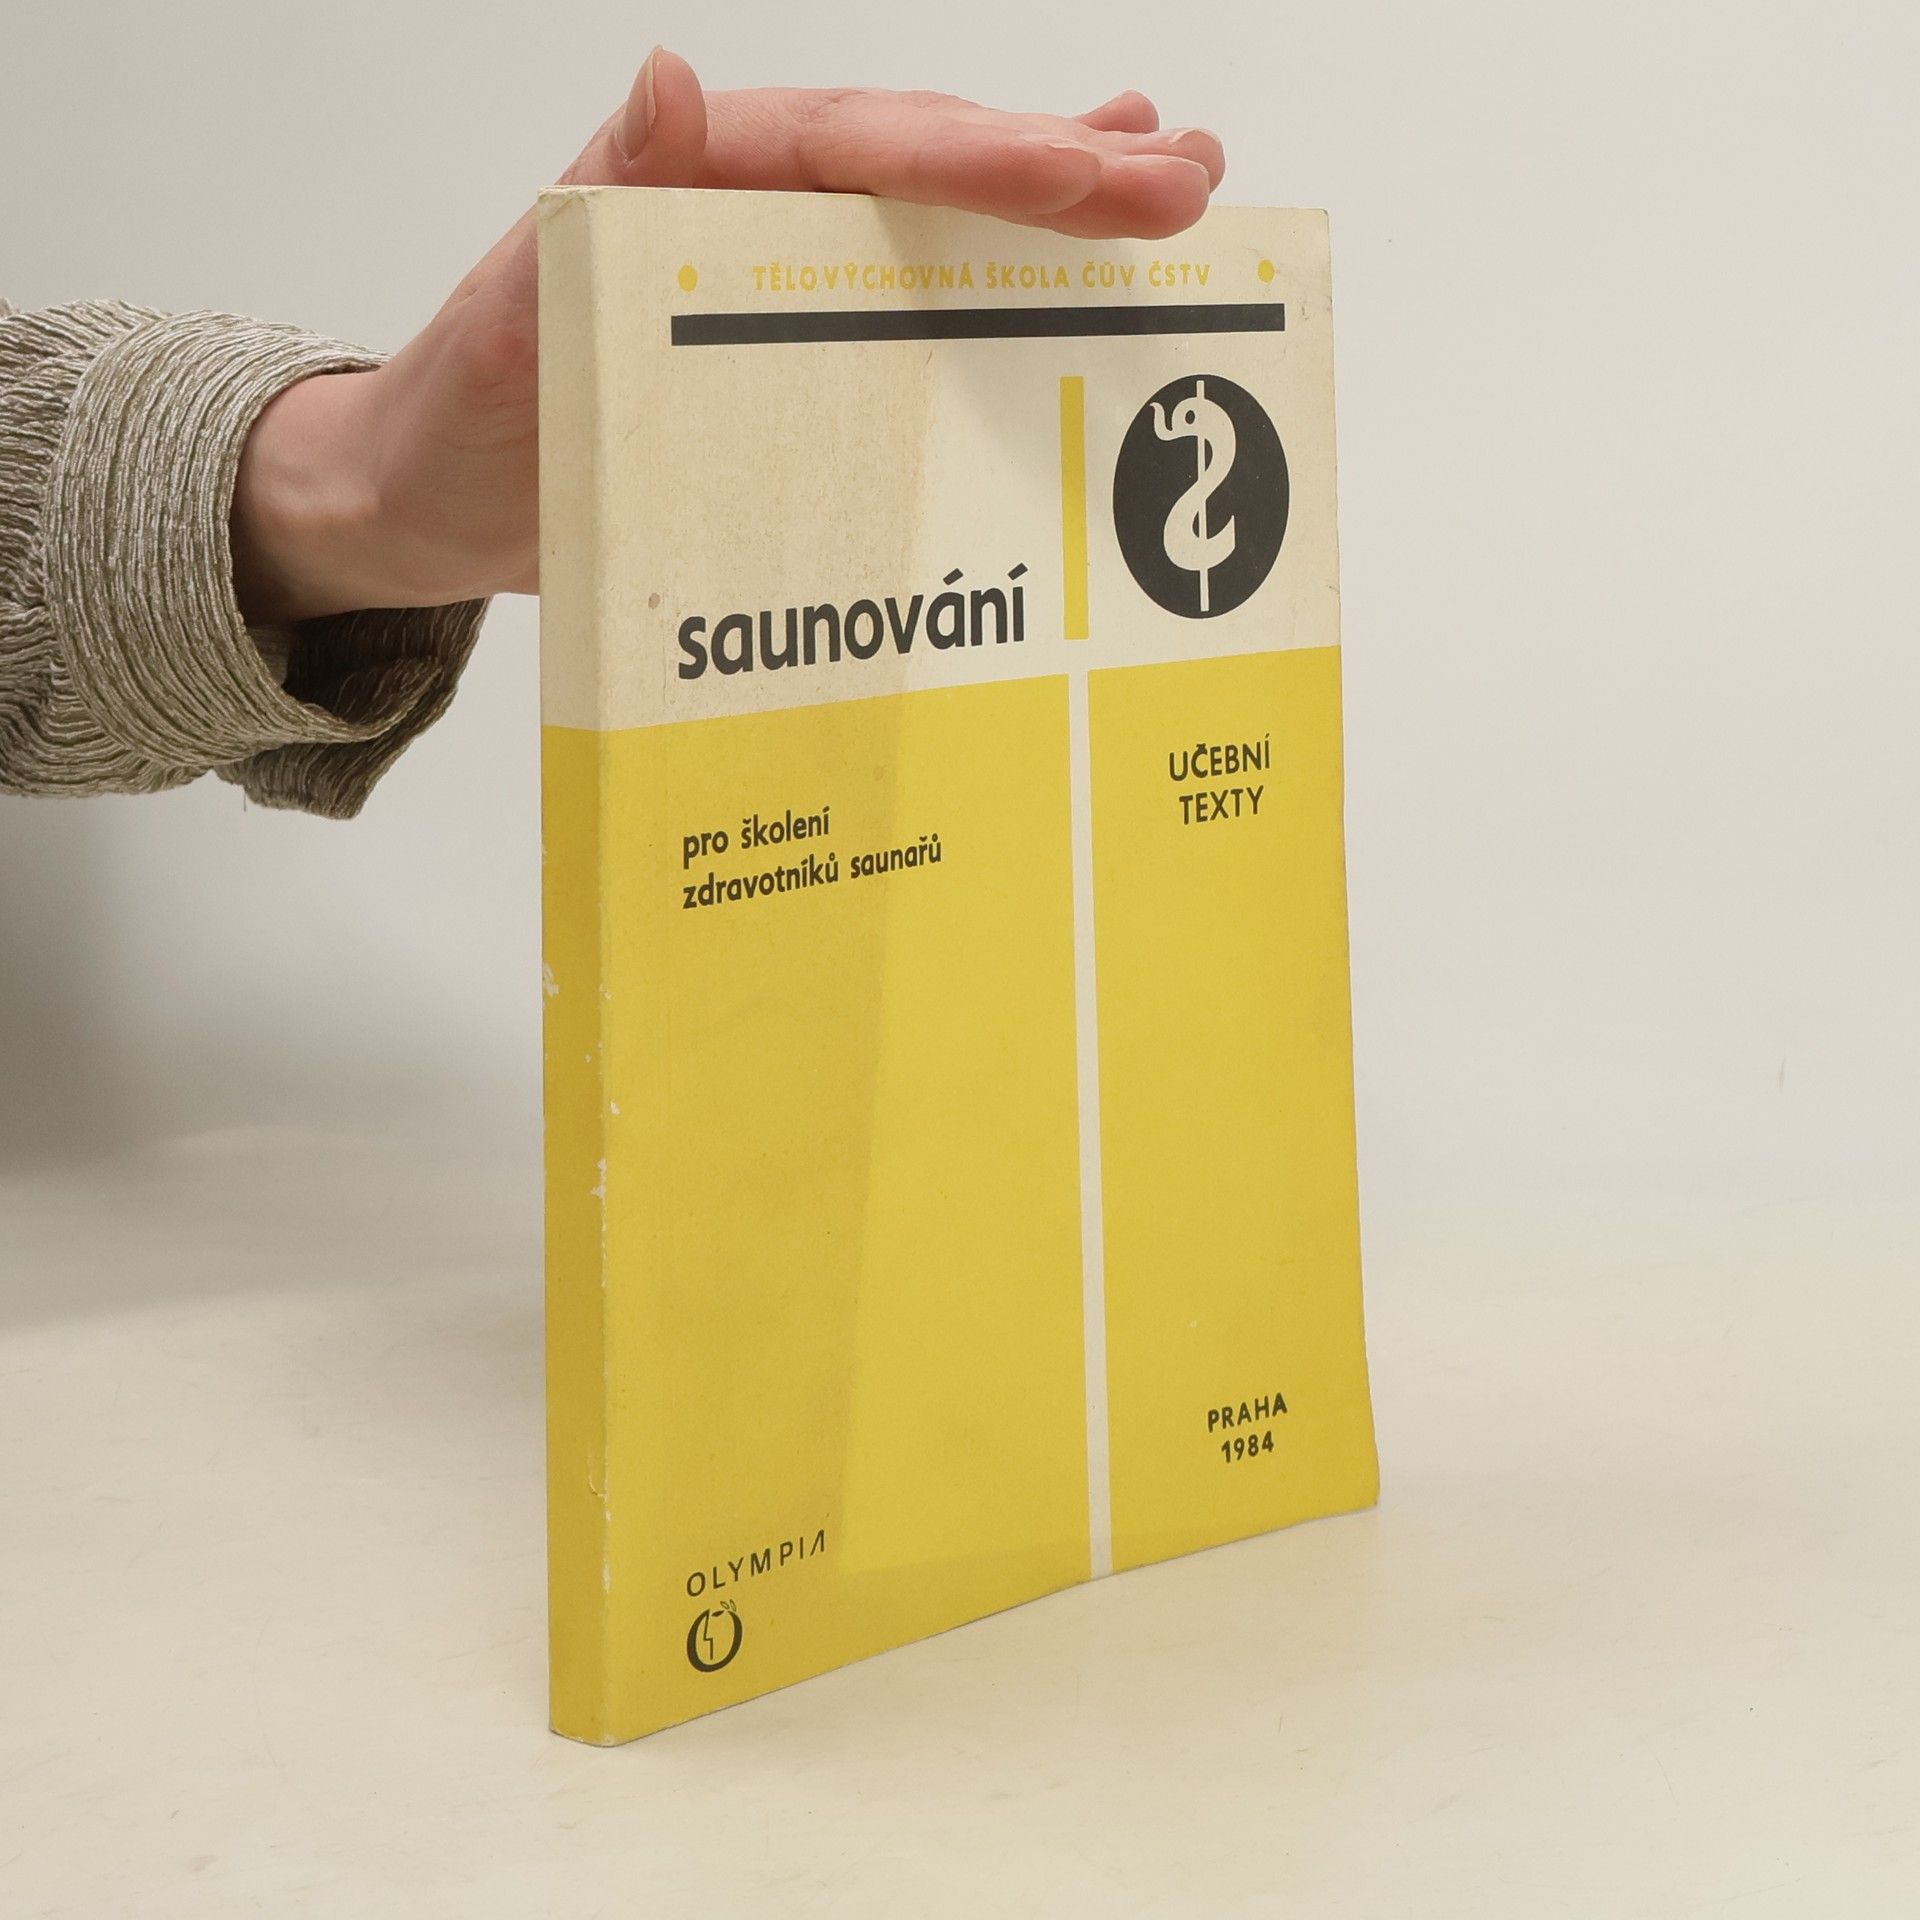 TĚLOVÝCHOVNÁ ŠKOLA ČÚV ČSTV
saunování
UČEBNÍ
TEXTY
pro školení
zdravotníků saunařů
PRAHA
1984
OLYMPIA